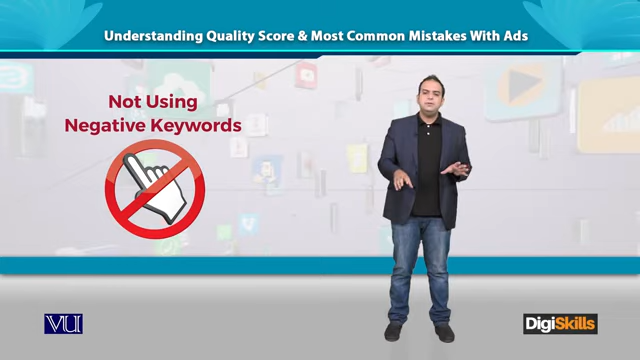 Understanding Quality Score & Most Common Mistakes With Ads
Not Using
Negative Keywords
VU
DigiSkills